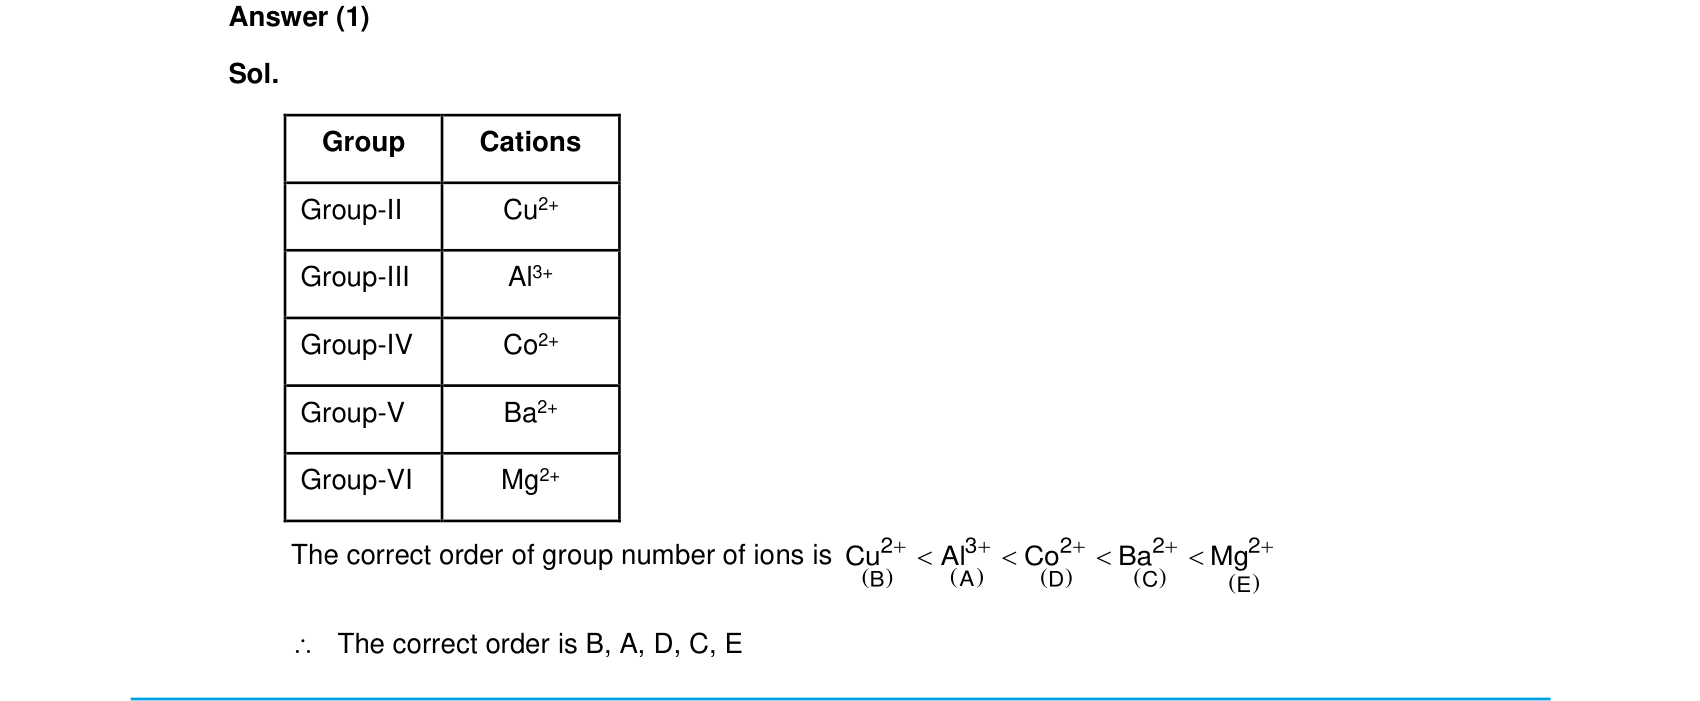 Answer (1)
Sol.
Group Cations
Group-II Cu2+
Group-III Al3+
Group-IV Co2+
Group-V Ba2+
Group-VI Mg2+
The correct order of group number of ions is Cu2+ < Al3+ < Co2+ < Ba2+ < Mg2+
(B) (A) (D) (C) (E)
∴ The correct order is B, A, D, C, E